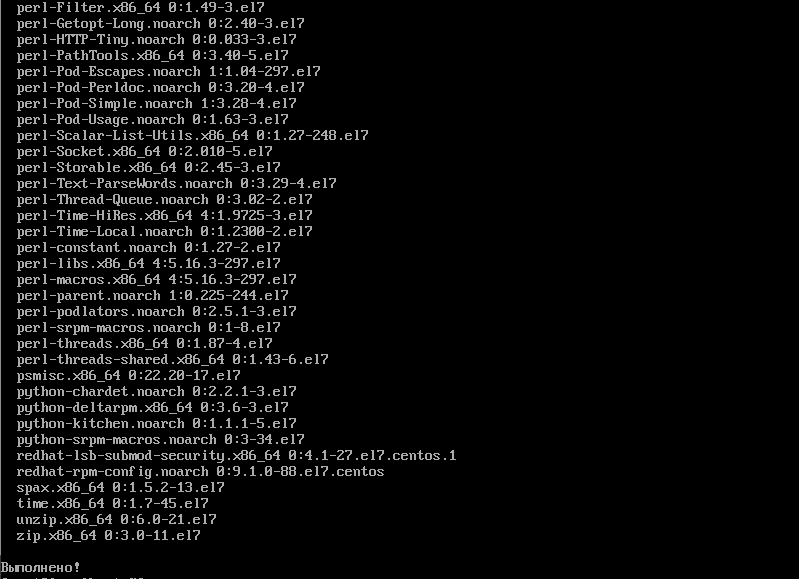 perl-Filter.x86_64 0:1.49-3.el7
perl-Getopt-Long.noarch 0:2.40-3.el7
perl-HTTP-Tiny.noarch 0:0.033-3.el7
perl-PathTools.x86_64 0:3.40-5.el7
perl-Pod-Escapes.noarch 1:1.04-297.el7
perl-Pod-Perldoc.noarch 0:3.20-4.el7
perl-Pod-Simple.noarch 1:3.28-4.el7
perl-Pod-Usage.noarch 0:1.63-3.el7
perl-Scalar-List-Utils.x86_64 0:1.27-248.el7
perl-Socket.x86_64 0:2.010-5.el7
perl-Storable.x86_64 0:2.45-3.el7
perl-Text-ParseWords.noarch 0:3.29-4.el7
perl-Thread-Queue.noarch 0:3.02-2.el7
perl-Time-HiRes.x86_64 4:1.9725-3.el7
perl-Time-Local.noarch 0:1.2300-2.el7
perl-constant.noarch 0:1.27-2.el7
perl-libs.x86_64 4:5.16.3-297.el7
perl-macros.x86_64 4:5.16.3-297.el7
perl-parent.noarch 1:0.225-244.el7
perl-podlators.noarch 0:2.5.1-3.el7
perl-srpm-macros.noarch 0:1-8.el7
perl-threads.x86_64 0:1.87-4.el7
perl-threads-shared.x86_64 0:1.43-6.el7
psmisc.x86_64 0:22.20-17.el7
python-chardet.noarch 0:2.2.1-3.el7
python-deltarpm.x86_64 0:3.6-3.el7
python-kitchen.noarch 0:1.1.1-5.el7
python-srpm-macros.noarch 0:3-34.el7
redhat-lsb-submod-security.x86_64 0:4.1-27.el7.centos.1
redhat-rpm-config.noarch 0:9.1.0-88.el7.centos
spax.x86_64 0:1.5.2-13.el7
time.x86_64 0:1.7-45.el7
unzip.x86_64 0:6.0-21.el7
zip.x86_64 0:3.0-11.el7
Выполнено!